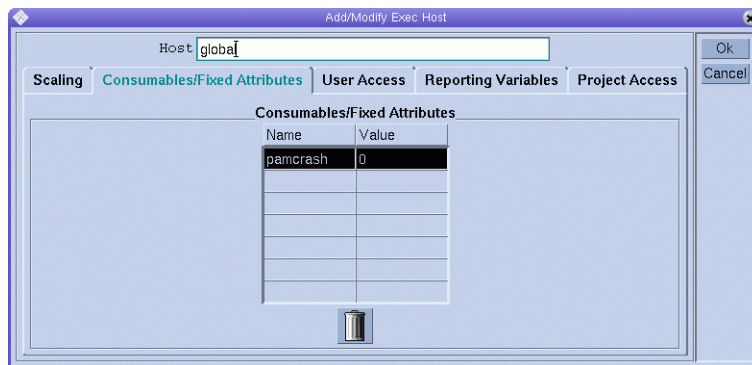 Add/Modify Exec Host
Host global
Ok
Cancel
Scaling Consumables/Fixed Attributes User Access Reporting Variables Project Access
Consumables/Fixed Attributes
Name Value
pamcrash 0